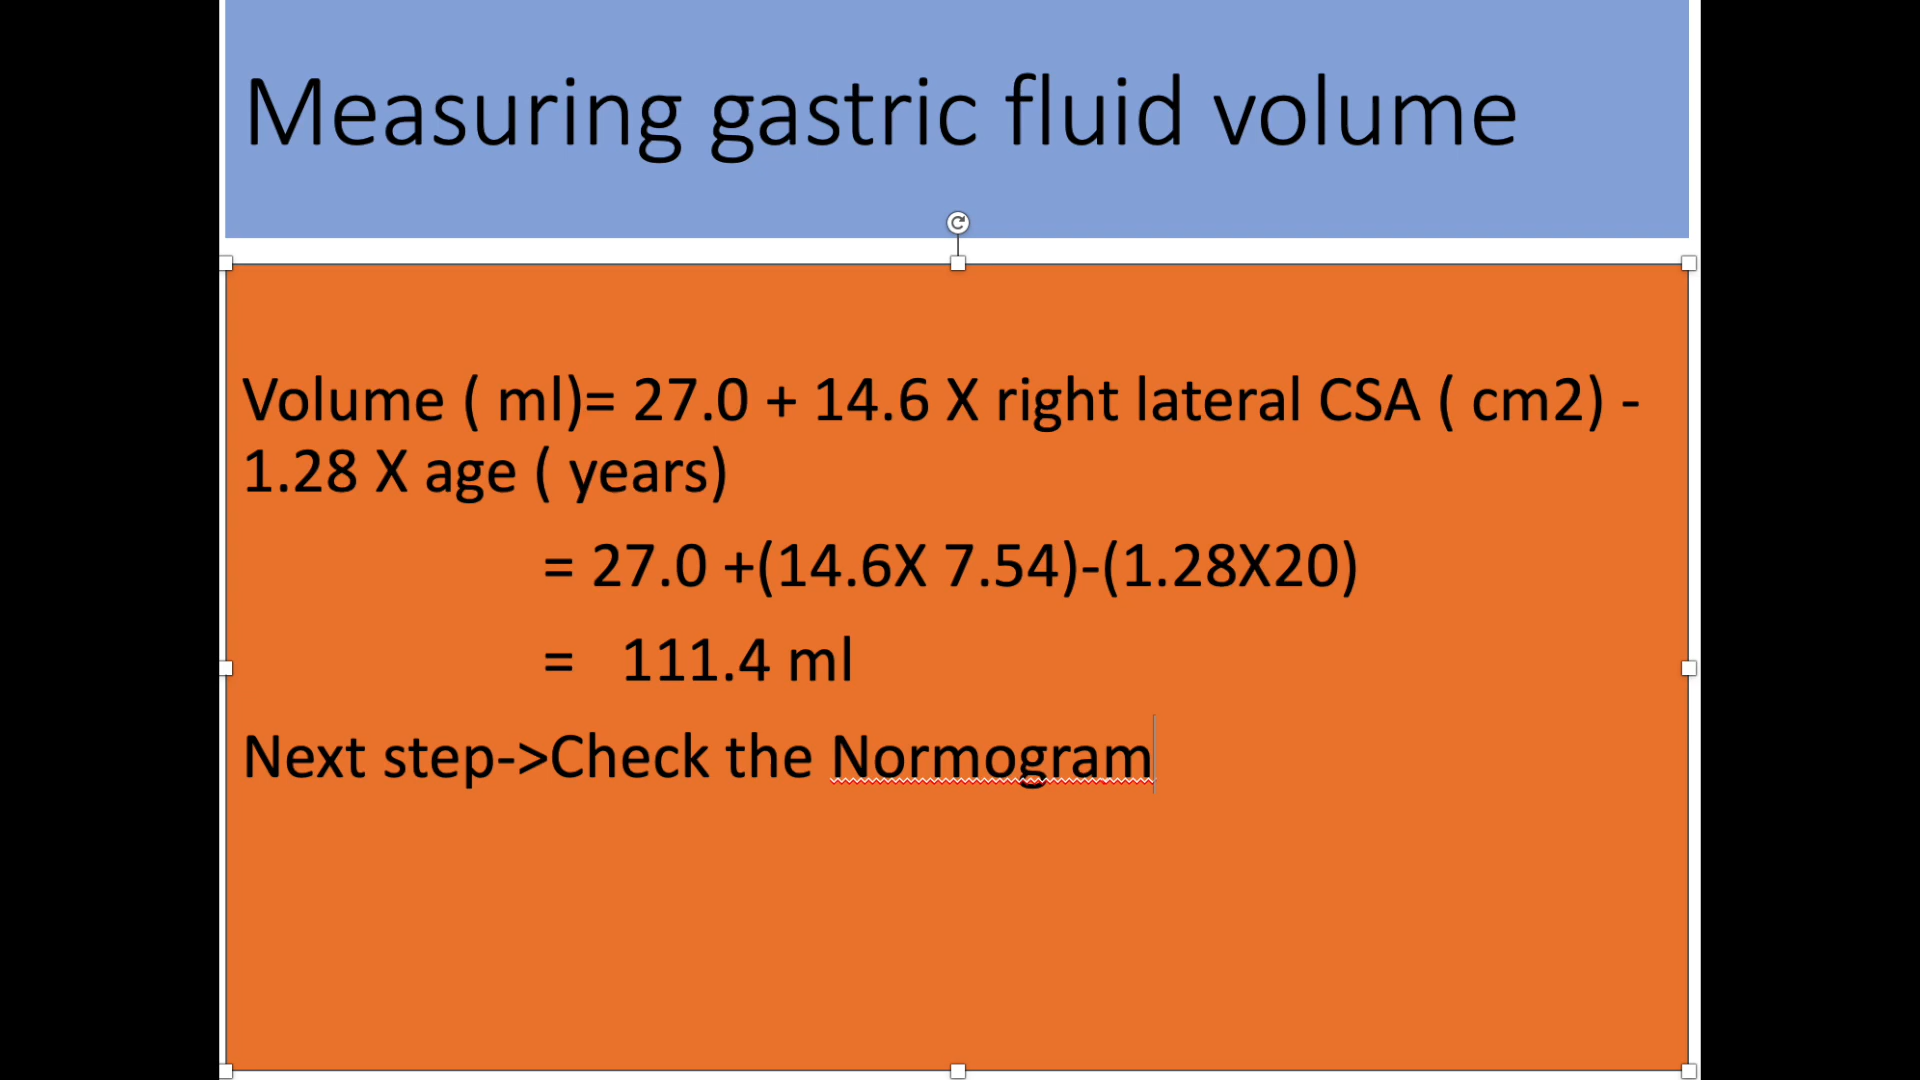 Measuring gastric fluid volume
Volume ( ml)= 27.0 + 14.6 X right lateral CSA ( cm2) -
1.28 X age ( years)
= 27.0 +(14.6X 7.54)-(1.28X20)
= 111.4 ml
Next step->Check the Normogram